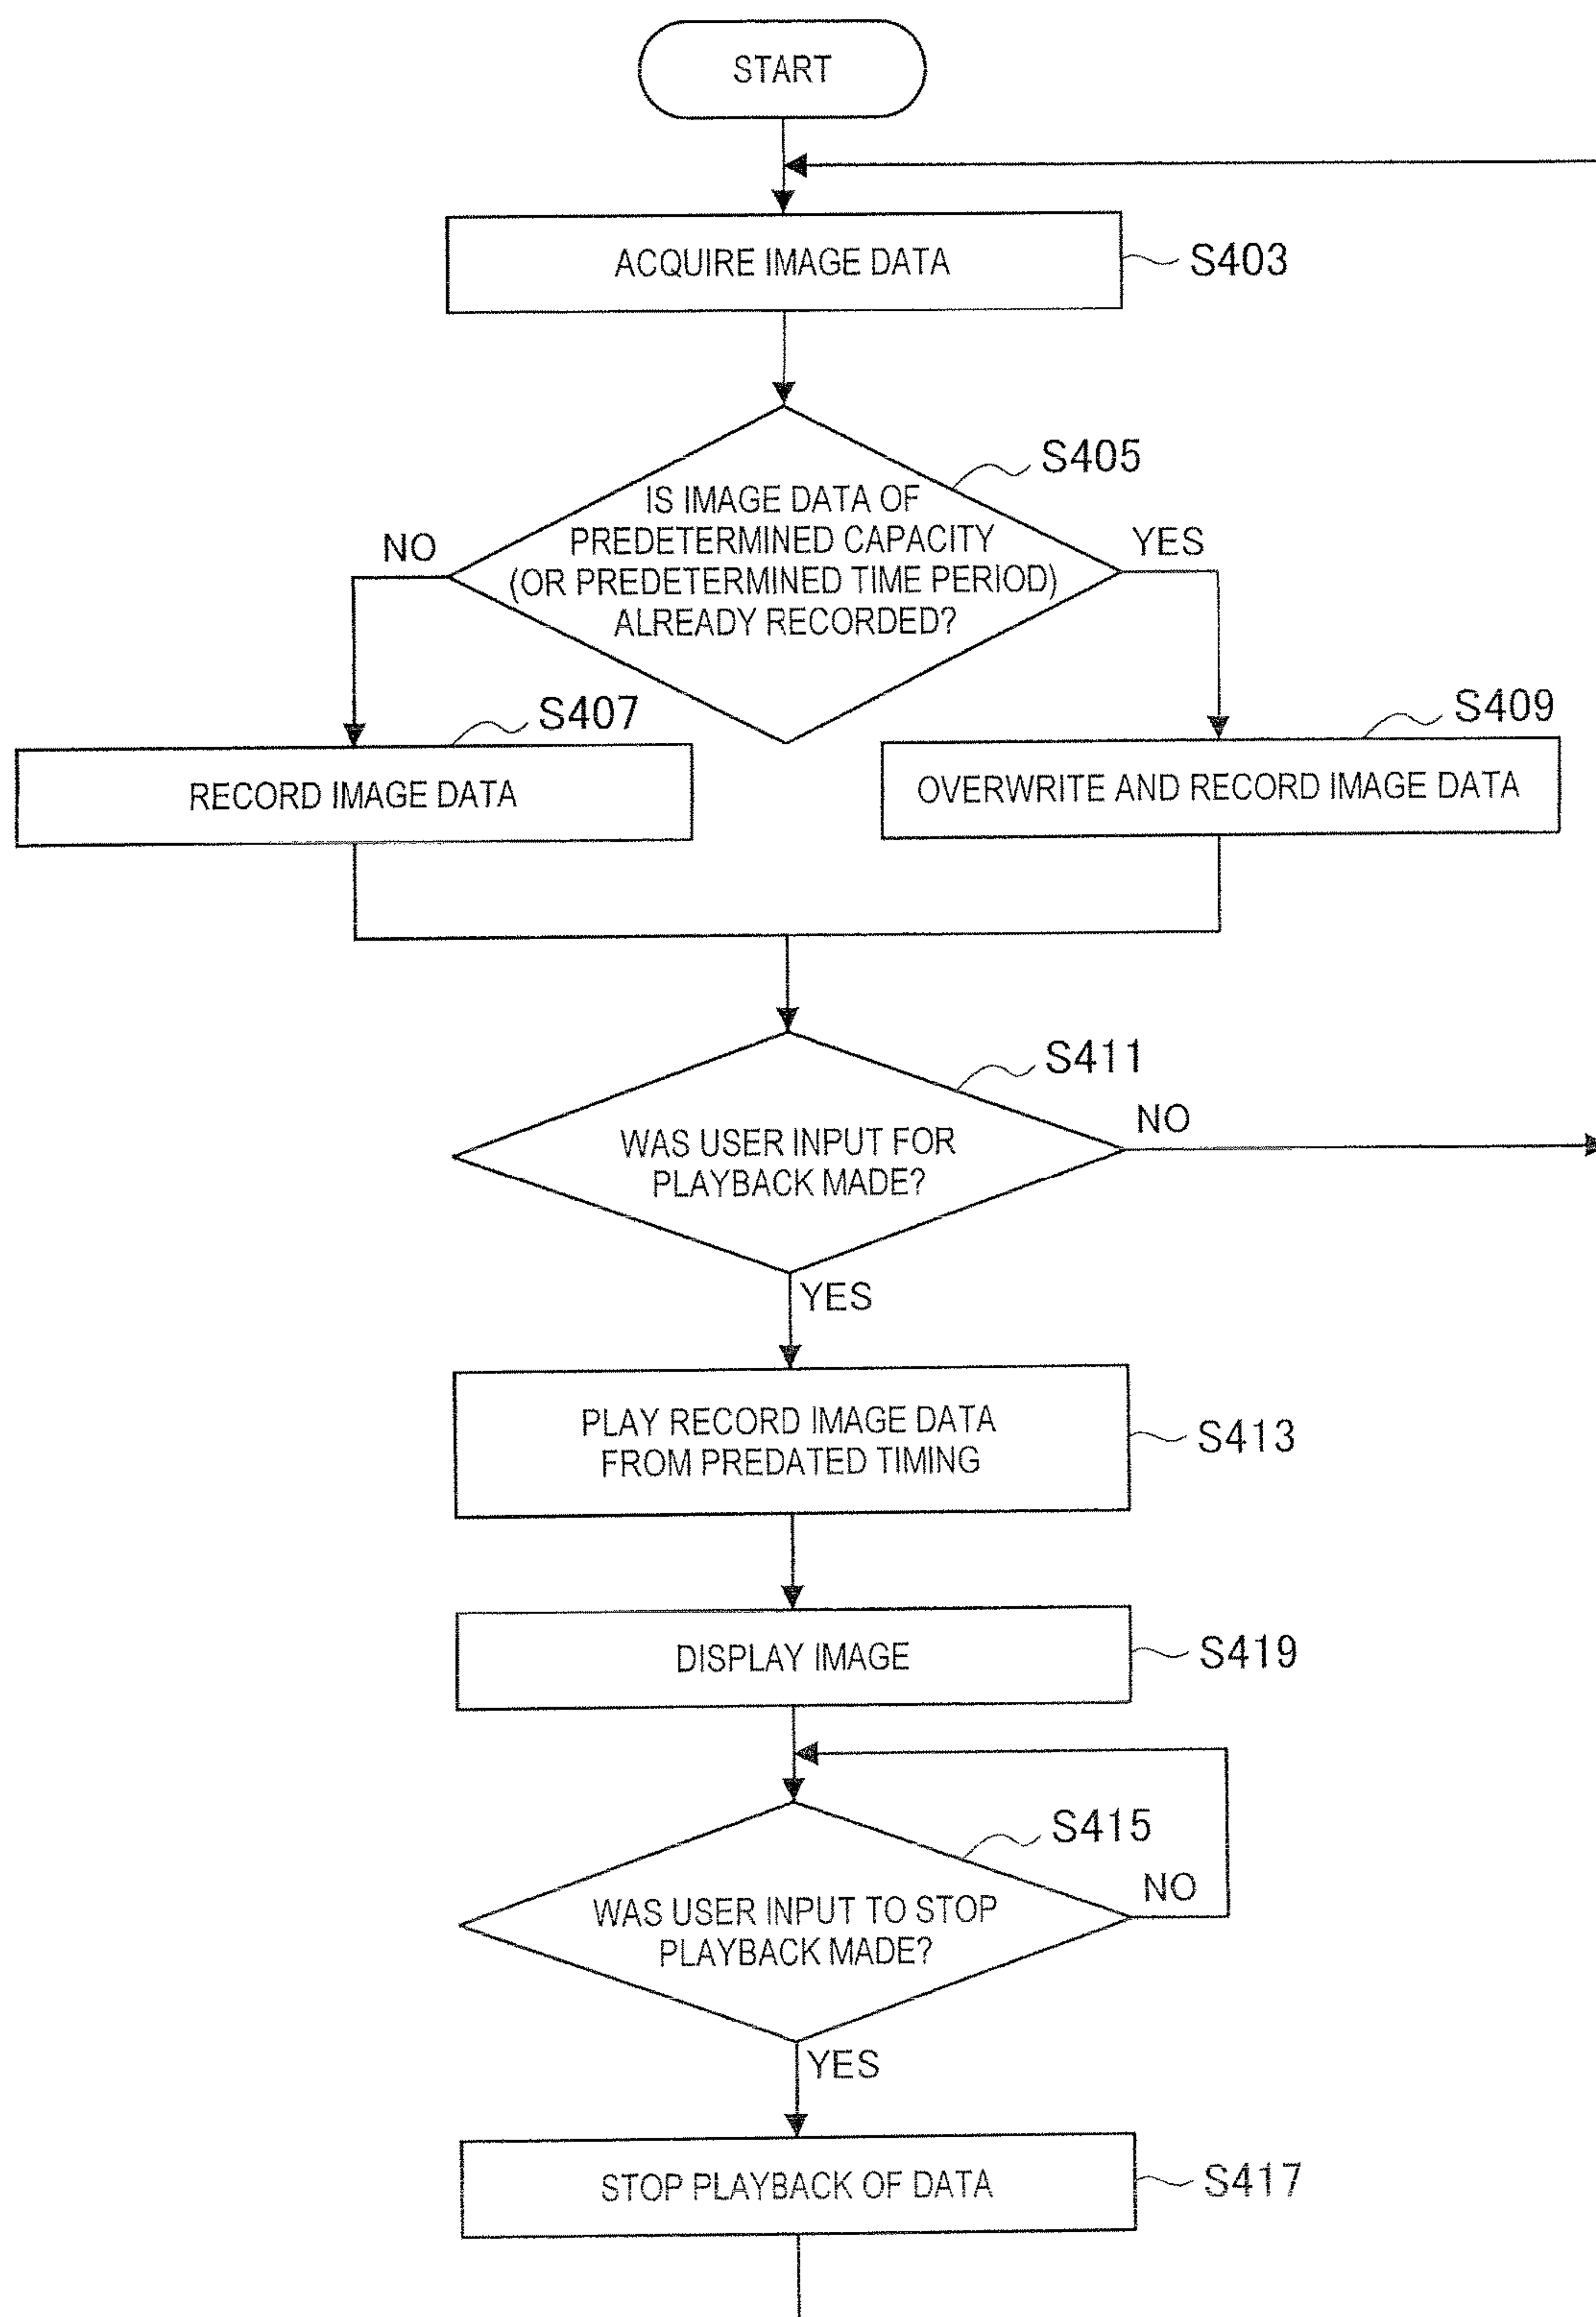 START
ACQUIRE IMAGE DATA
S403
S405
IS IMAGE DATA OF
PREDETERMINED CAPACITY
(OR PREDETERMINED TIME PERIOD)
ALREADY RECORDED?
NO
YES
S407
RECORD IMAGE DATA
S409
OVERWRITE AND RECORD IMAGE DATA
S411
WAS USER INPUT FOR
PLAYBACK MADE?
NO
YES
PLAY RECORD IMAGE DATA
FROM PREDATED TIMING
S413
DISPLAY IMAGE
S419
S415
WAS USER INPUT TO STOP
PLAYBACK MADE?
NO
YES
STOP PLAYBACK OF DATA
S417